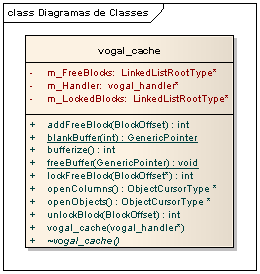 class Diagramas de Classes
vogal_cache
- m_FreeBlocks: LinkedListRootType*
- m_Handler: vogal_handler*
- m_LockedBlocks: LinkedListRootType*
+ addFreeBlock(BlockOffset) : int
+ blankBuffer(int) : GenericPointer
+ bufferize() : int
+ freeBuffer(GenericPointer) : void
+ lockFreeBlock(BlockOffset*) : int
+ openColumns() : ObjectCursorType *
+ openObjects() : ObjectCursorType *
+ unlockBlock(BlockOffset) : int
+ vogal_cache(vogal_handler*)
+ ~vogal_cache()